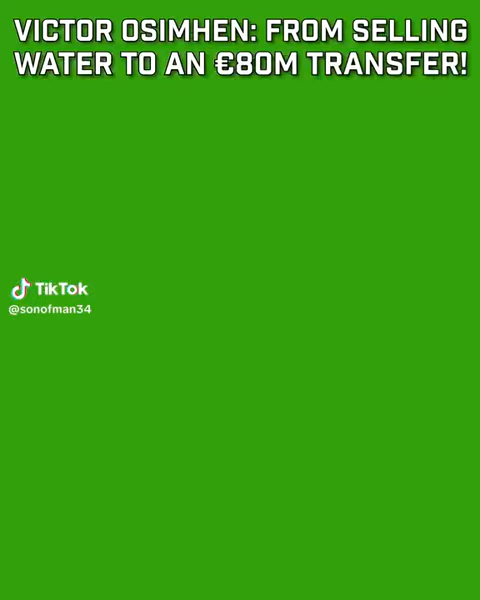 VICTOR OSIMHEN: FROM SELLING
WATER TO AN €80M TRANSFER!
TikTok
@sonofman34